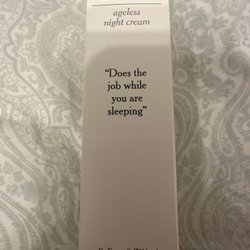 ageless
night cream
"Does the
job while
you are
sleeping"